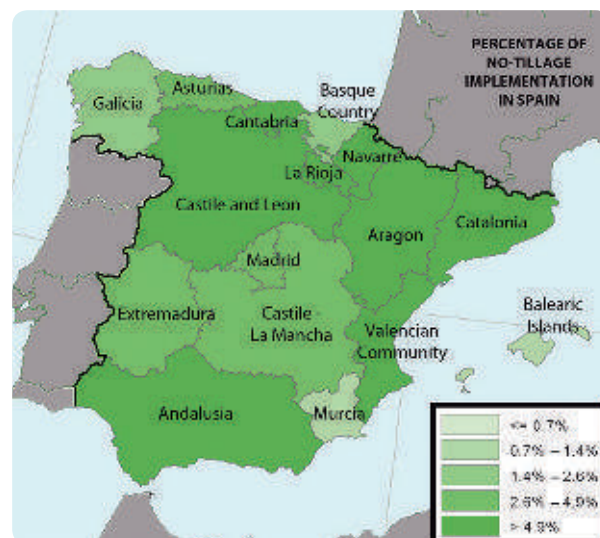 PERCENTAGE OF
NO-TILLAGE
IMPLEMENTATION
IN SPAIN
Galicia
Asturias
Cantabria
Basque
Country
Navarre
La Rioja
Castile and Leon
Aragon
Catalonia
Madrid
Extremadura
Castile
La Mancha
Valencian
Community
Balearic
Islands
Andalusia
Murcia
<= 0.7%
0.7% – 1.4%
1.4% – 2.6%
2.6% – 4.9%
> 4.9%